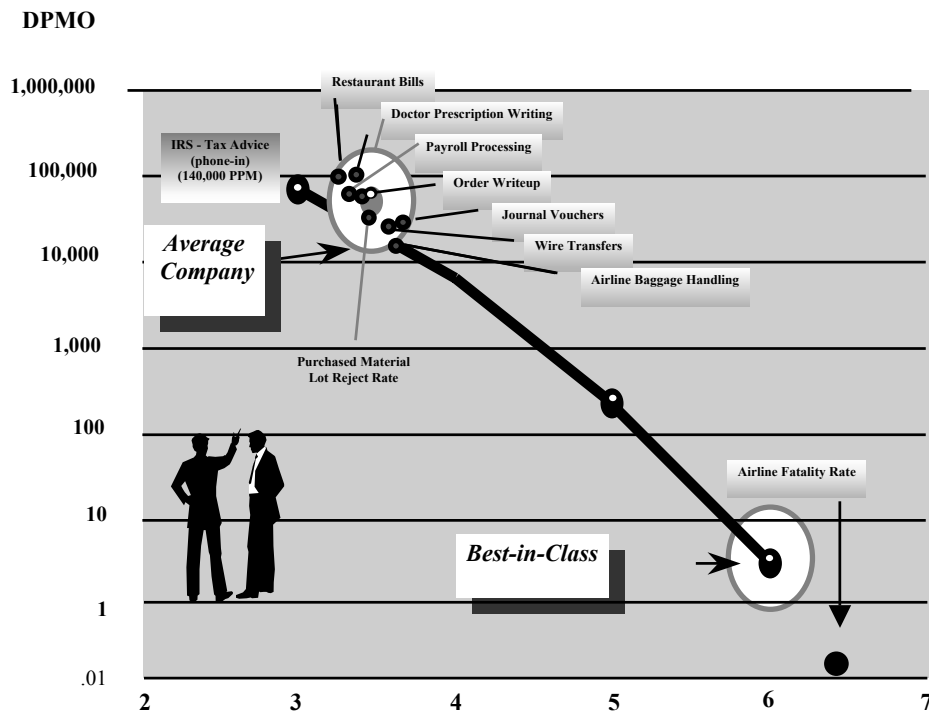 DPMO
1,000,000
Restaurant Bills
Doctor Prescription Writing
IRS - Tax Advice
(phone-in)
(140,000 PPM)
Payroll Processing
100,000
Order Writeup
Journal Vouchers
Average
Company
Wire Transfers
10,000
Airline Baggage Handling
1,000
Purchased Material
Lot Reject Rate
100
Airline Fatality Rate
10
Best-in-Class
1
.01
2 3 4 5 6 7